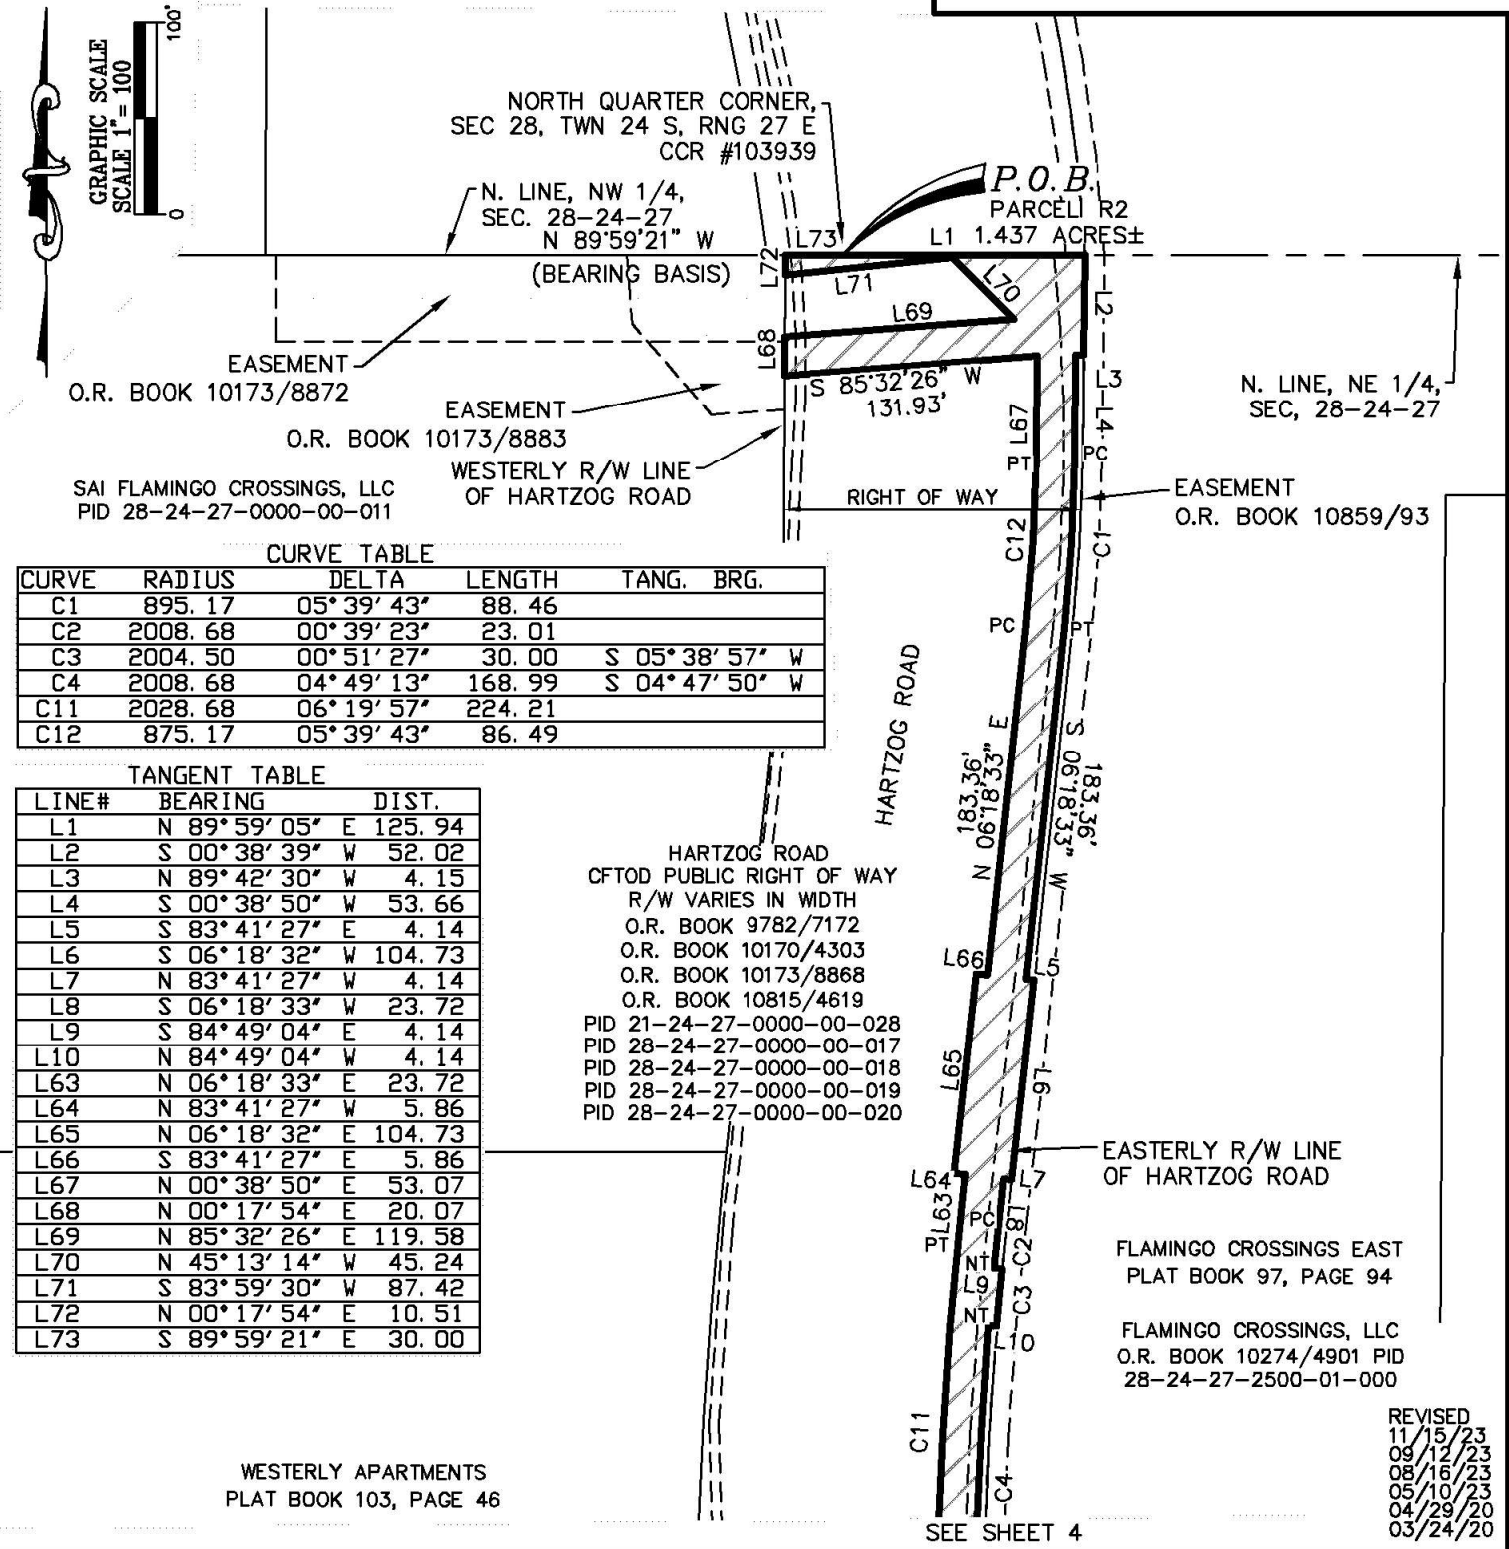 GRAPHIC SCALE
SCALE 1"= 100
100'
0
NORTH QUARTER CORNER,
SEC 28, TWN 24 S, RNG 27 E
CCR #103939
N. LINE, NW 1/4,
SEC. 28-24-27
N 89°59'21" W
(BEARING BASIS)
P.O.B.
PARCEL R2
1.437 ACRES±
L73
L1
L72
L71
L70
L69
L68
L2
L3
L4
EASEMENT
O.R. BOOK 10173/8872
EASEMENT
O.R. BOOK 10173/8883
WESTERLY R/W LINE
OF HARTZOG ROAD
S 85°32'26" W
131.93'
N. LINE, NE 1/4,
SEC, 28-24-27
L67
PT
PC
SAI FLAMINGO CROSSINGS, LLC
PID 28-24-27-0000-00-011
RIGHT OF WAY
EASEMENT
O.R. BOOK 10859/93
C12
C1
PC
PT
CURVE TABLE
CURVE RADIUS DELTA LENGTH TANG. BRG.
C1 895.17 05°39'43" 88.46
C2 2008.68 00°39'23" 23.01
C3 2004.50 00°51'27" 30.00 S 05°38'57" W
C4 2008.68 04°49'13" 168.99 S 04°47'50" W
C11 2028.68 06°19'57" 224.21
C12 875.17 05°39'43" 86.49
HARTZOG ROAD
183.36'
N 06°18'33" E
183.36'
S 06°18'33" W
TANGENT TABLE
LINE# BEARING DIST.
L1 N 89°59'05" E 125.94
L2 S 00°38'39" W 52.02
L3 N 89°42'30" W 4.15
L4 S 00°38'50" W 53.66
L5 S 83°41'27" E 4.14
L6 S 06°18'32" W 104.73
L7 N 83°41'27" W 4.14
L8 S 06°18'33" W 23.72
L9 S 84°49'04" E 4.14
L10 N 84°49'04" W 4.14
L63 N 06°18'33" E 23.72
L64 N 83°41'27" W 5.86
L65 N 06°18'32" E 104.73
L66 S 83°41'27" E 5.86
L67 N 00°38'50" E 53.07
L68 N 00°17'54" E 20.07
L69 N 85°32'26" E 119.58
L70 N 45°13'14" W 45.24
L71 S 83°59'30" W 87.42
L72 N 00°17'54" E 10.51
L73 S 89°59'21" E 30.00
HARTZOG ROAD
CFTOD PUBLIC RIGHT OF WAY
R/W VARIES IN WIDTH
O.R. BOOK 9782/7172
O.R. BOOK 10170/4303
O.R. BOOK 10173/8868
O.R. BOOK 10815/4619
PID 21-24-27-0000-00-028
PID 28-24-27-0000-00-017
PID 28-24-27-0000-00-018
PID 28-24-27-0000-00-019
PID 28-24-27-0000-00-020
L66
L5
L65
L6
EASTERLY R/W LINE
OF HARTZOG ROAD
L64
L7
L63
PT
PC
L8
NT
C2
L9
C3
NT
L10
C11
C4
FLAMINGO CROSSINGS EAST
PLAT BOOK 97, PAGE 94
FLAMINGO CROSSINGS, LLC
O.R. BOOK 10274/4901 PID
28-24-27-2500-01-000
WESTERLY APARTMENTS
PLAT BOOK 103, PAGE 46
SEE SHEET 4
REVISED
11/15/23
09/12/23
08/16/23
05/10/23
04/29/20
03/24/20